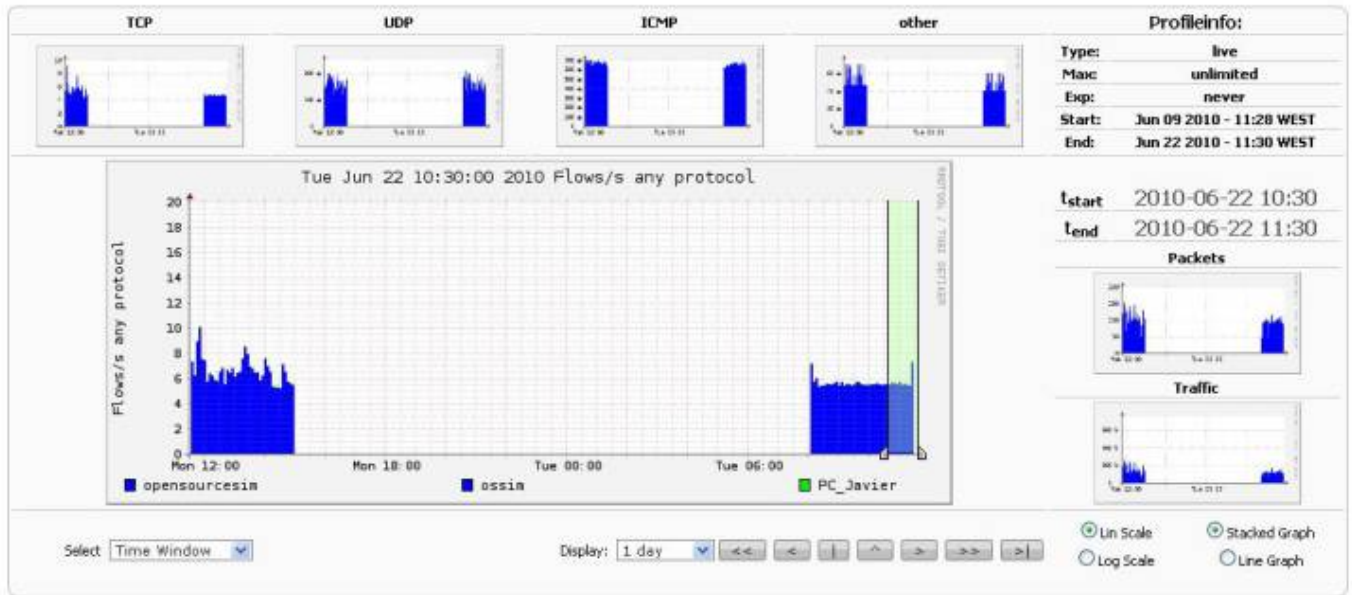 TCP UDP ICMP other Profileinfo:
Type: live
Max: unlimited
Exp: never
Start: Jun 09 2010 - 11:28 WEST
End: Jun 22 2010 - 11:30 WEST
Tue Jun 22 10:30:00 2010 Flows/s any protocol
RRDTOOL / TOBI OETIKER
Flows/s any protocol
20
18
16
14
12
10
8
6
4
2
0
Mon 12:00 Mon 18:00 Tue 00:00 Tue 06:00
opensourcesim ossim PC_Javier
tstart 2010-06-22 10:30
tend 2010-06-22 11:30
Packets
Traffic
Select Time Window Display: 1 day << < | ^ > >> >|
Lin Scale Stacked Graph
Log Scale Line Graph